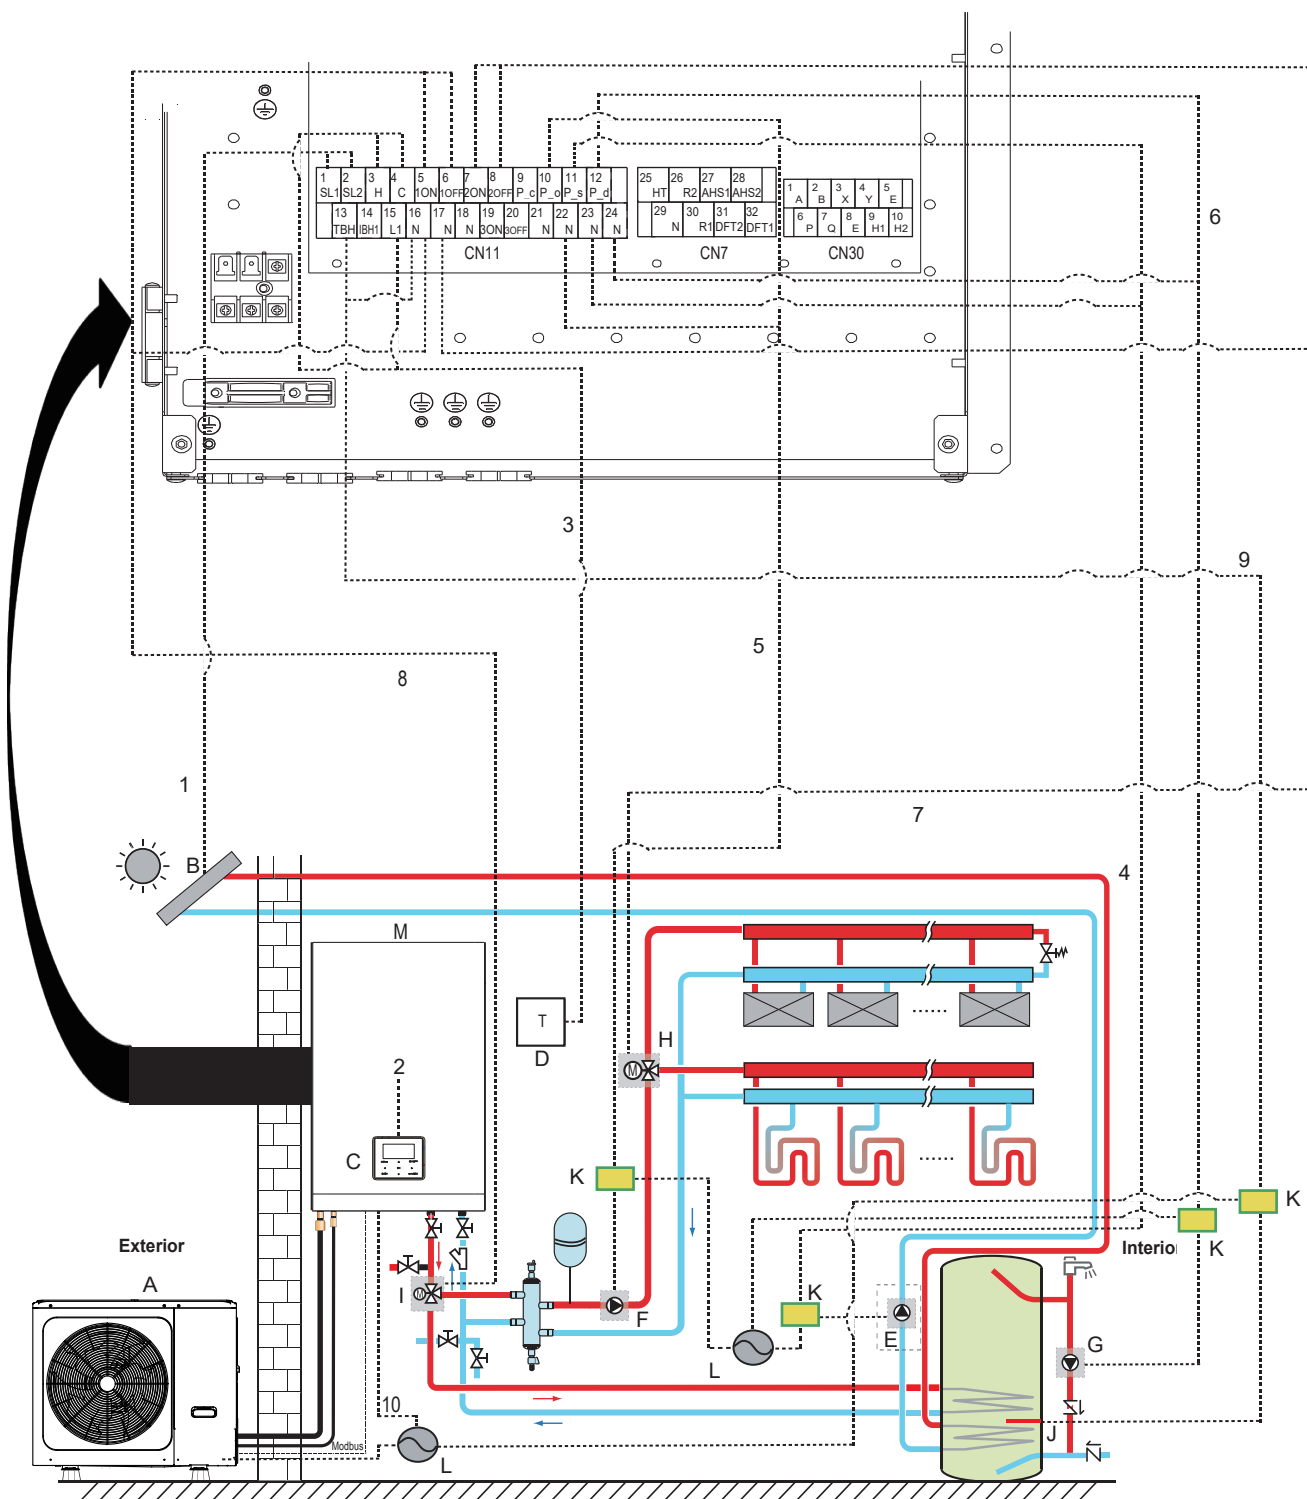 1 2 3 4 5 6 7 8 9 10 11 12
SL1 SL2 H C 1ON 1OFF 2ON 2OFF P_c P_o P_s P_d
13 14 15 16 17 18 19 20 21 22 23 24
TBH IBH1 L1 N N N 3ON 3OFF N N N N
CN11
25 26 27 28
HT R2 AHS1 AHS2
29 30 31 32
N R1 DFT2 DFT1
CN7
1 2 3 4 5
A B X Y E
6 7 8 9 10
P Q E H1 H2
CN30
6
3
9
5
8
1
7
B
4
M
T
D
H
M
2
C
K
K
K
Exterior
Interior
A
I
M
K
F
E
G
L
10
J
Modbus
L